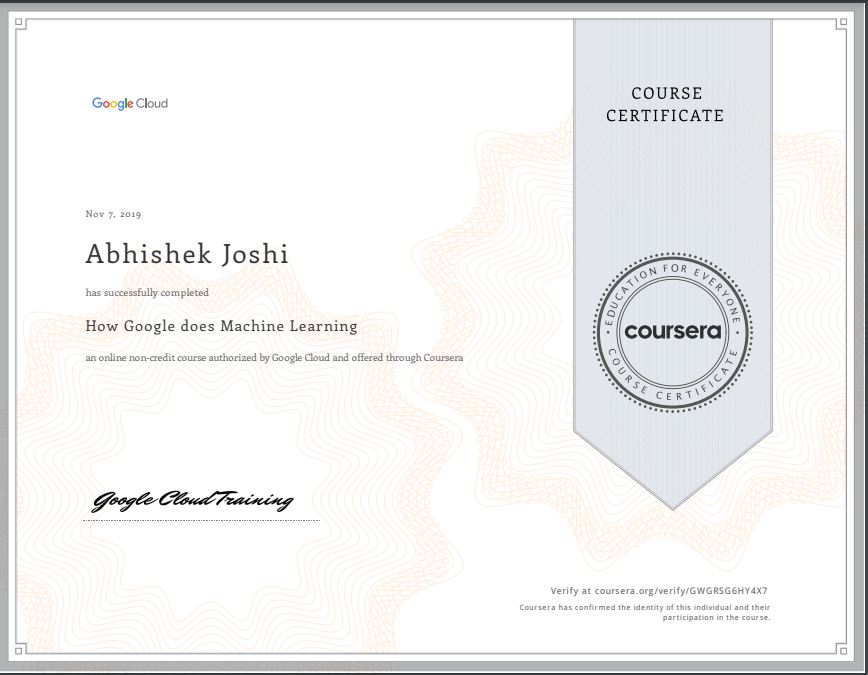 Google Cloud
COURSE
CERTIFICATE
Nov 7, 2019
Abhishek Joshi
has successfully completed
How Google does Machine Learning
an online non-credit course authorized by Google Cloud and offered through Coursera
EDUCATION FOR EVERYONE
coursera
COURSE CERTIFICATE
Google Cloud Training
Verify at coursera.org/verify/GWGRSG6HY4X7
Coursera has confirmed the identity of this individual and their
participation in the course.